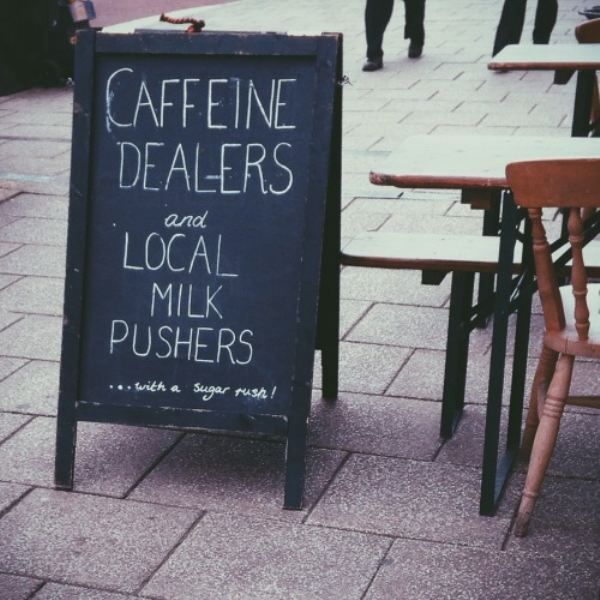 CAFFEINE
DEALERS
and
LOCAL
MILK
PUSHERS
...with a sugar rush!